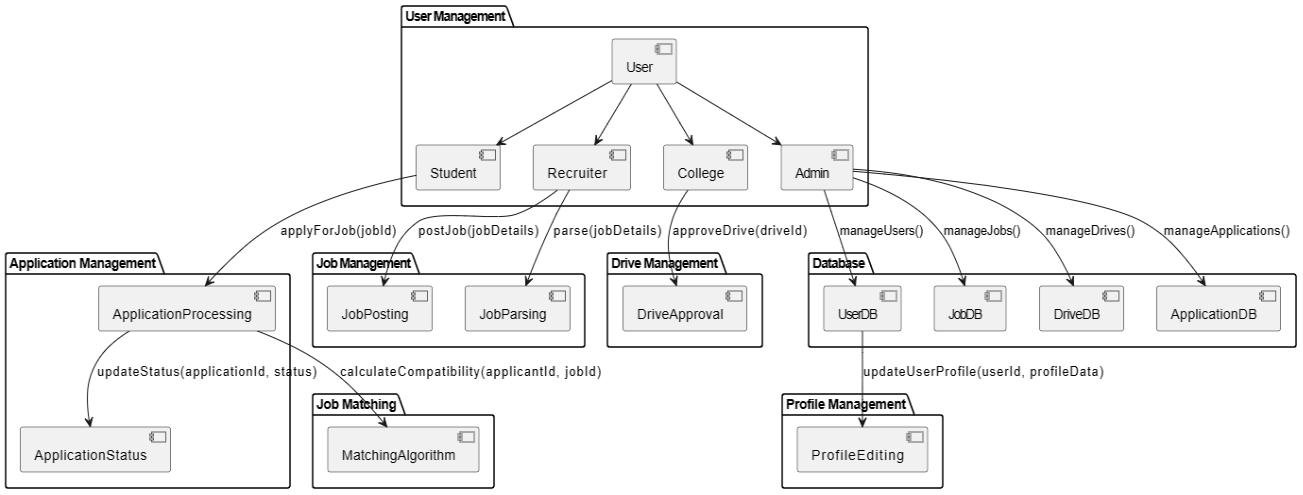 User Management
User
Student
Recruiter
College
Admin
applyForJob(jobId)
postJob(jobDetails)
parse(jobDetails)
approveDrive(driveId)
manageUsers()
manageJobs()
manageDrives()
manageApplications()
Application Management
Job Management
Drive Management
Database
ApplicationProcessing
JobPosting
JobParsing
DriveApproval
UserDB
JobDB
DriveDB
ApplicationDB
updateStatus(applicationId, status)
calculateCompatibility(applicantId, jobId)
updateUserProfile(userId, profileData)
Job Matching
Profile Management
ApplicationStatus
MatchingAlgorithm
ProfileEditing